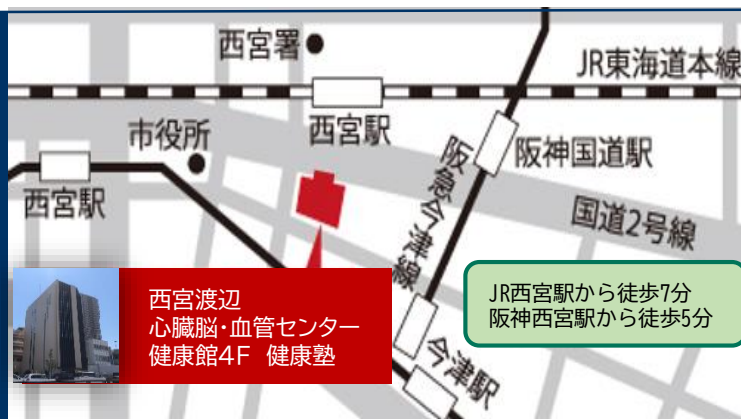 西宮署
JR東海道本線
西宮駅
市役所
阪神国道駅
西宮駅
阪急今津線
国道2号線
西宮渡辺
心臓脳・血管センター
健康館4F 健康塾
JR西宮駅から徒歩7分
阪神西宮駅から徒歩5分
今津駅